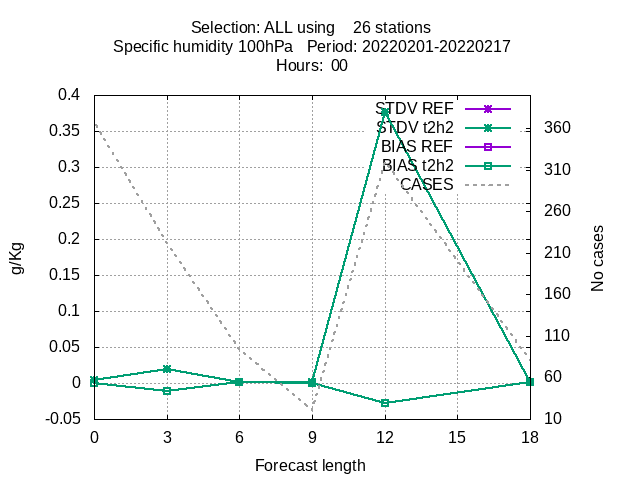 Selection: ALL using    26 stations
Specific humidity 100hPa   Period: 20220201-20220217
Hours:  00
0.4
0.35
0.3
0.25
0.2
0.15
0.1
0.05
0
-0.05
g/Kg
STDV REF
STDV t2h2
BIAS REF
BIAS t2h2
CASES
360
310
260
210
160
110
60
10
No cases
0 3 6 9 12 15 18
Forecast length